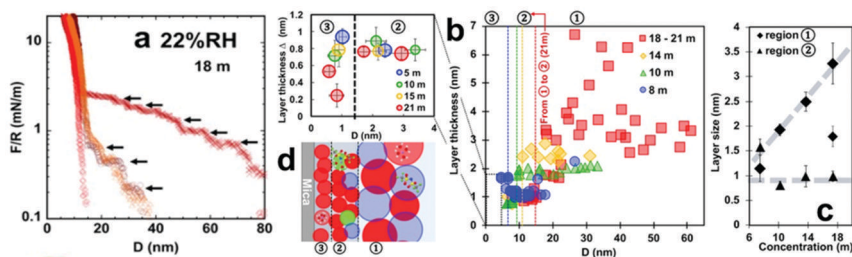 a 22%RH
18 m
F/R (mN/m)
10
1
0.1
0 20 40 60 80
D (nm)
Layer thickness Δ
③ ②
1
0.8
0.6
0.4
0.2
0
5 m
10 m
15 m
21 m
0 1 2 3 4
D (nm)
d
Mica
③ ② ①
③ ② ①
b
Layer thickness (nm)
7
6
5
4
3
2
1
0
From ① to ② (21m)
18 - 21 m
14 m
10 m
8 m
0 10 20 30 40 50 60
D (nm)
Layer size (nm)
4
3.5
3
2.5
2
1.5
1
0.5
0
region ①
region ②
c
6 8 10 12 14 16 18 20
Concentration (m)